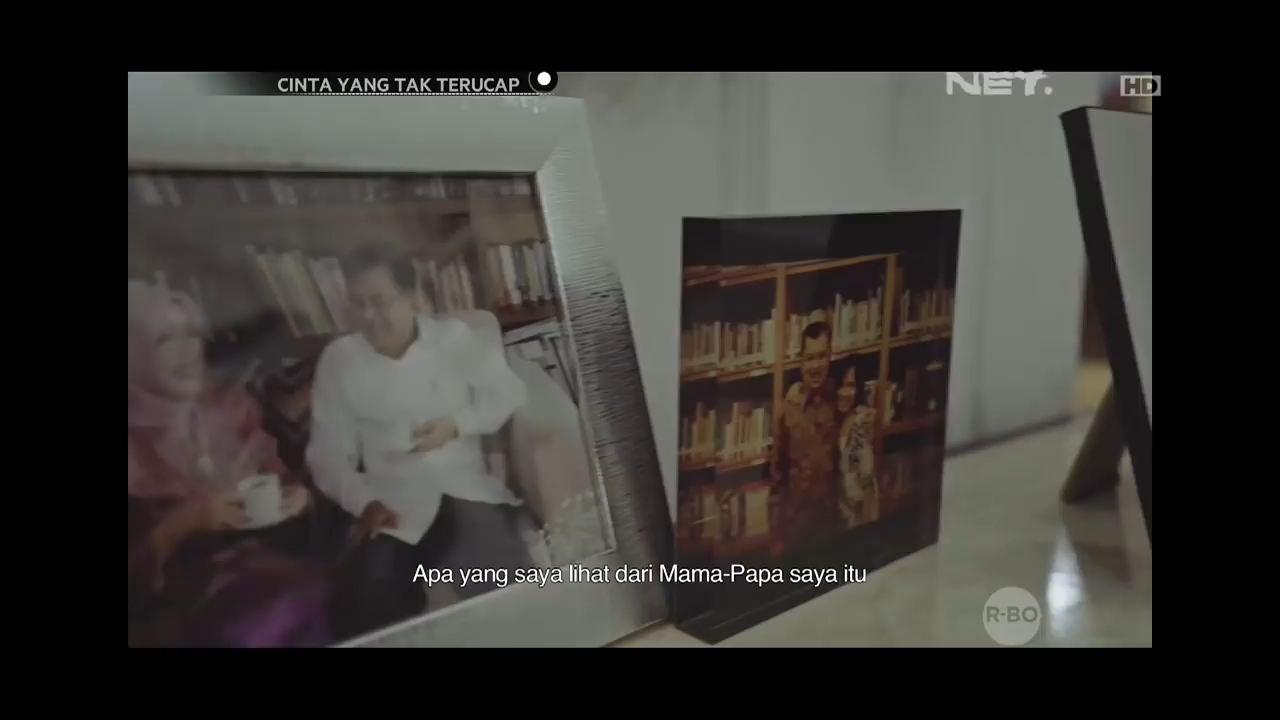 CINTA YANG TAK TERUCAP
NET.
HD
Apa yang saya lihat dari Mama-Papa saya itu
R-BO